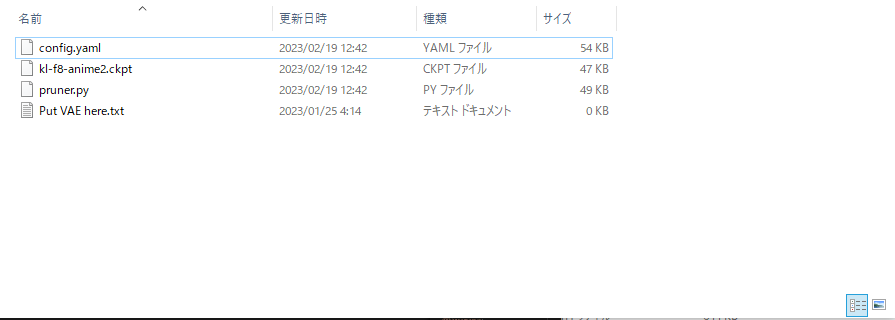 名前 更新日時 種類 サイズ
config.yaml 2023/02/19 12:42 YAML ファイル 54 KB
kl-f8-anime2.ckpt 2023/02/19 12:42 CKPT ファイル 47 KB
pruner.py 2023/02/19 12:42 PY ファイル 49 KB
Put VAE here.txt 2023/01/25 4:14 テキスト ドキュメント 0 KB